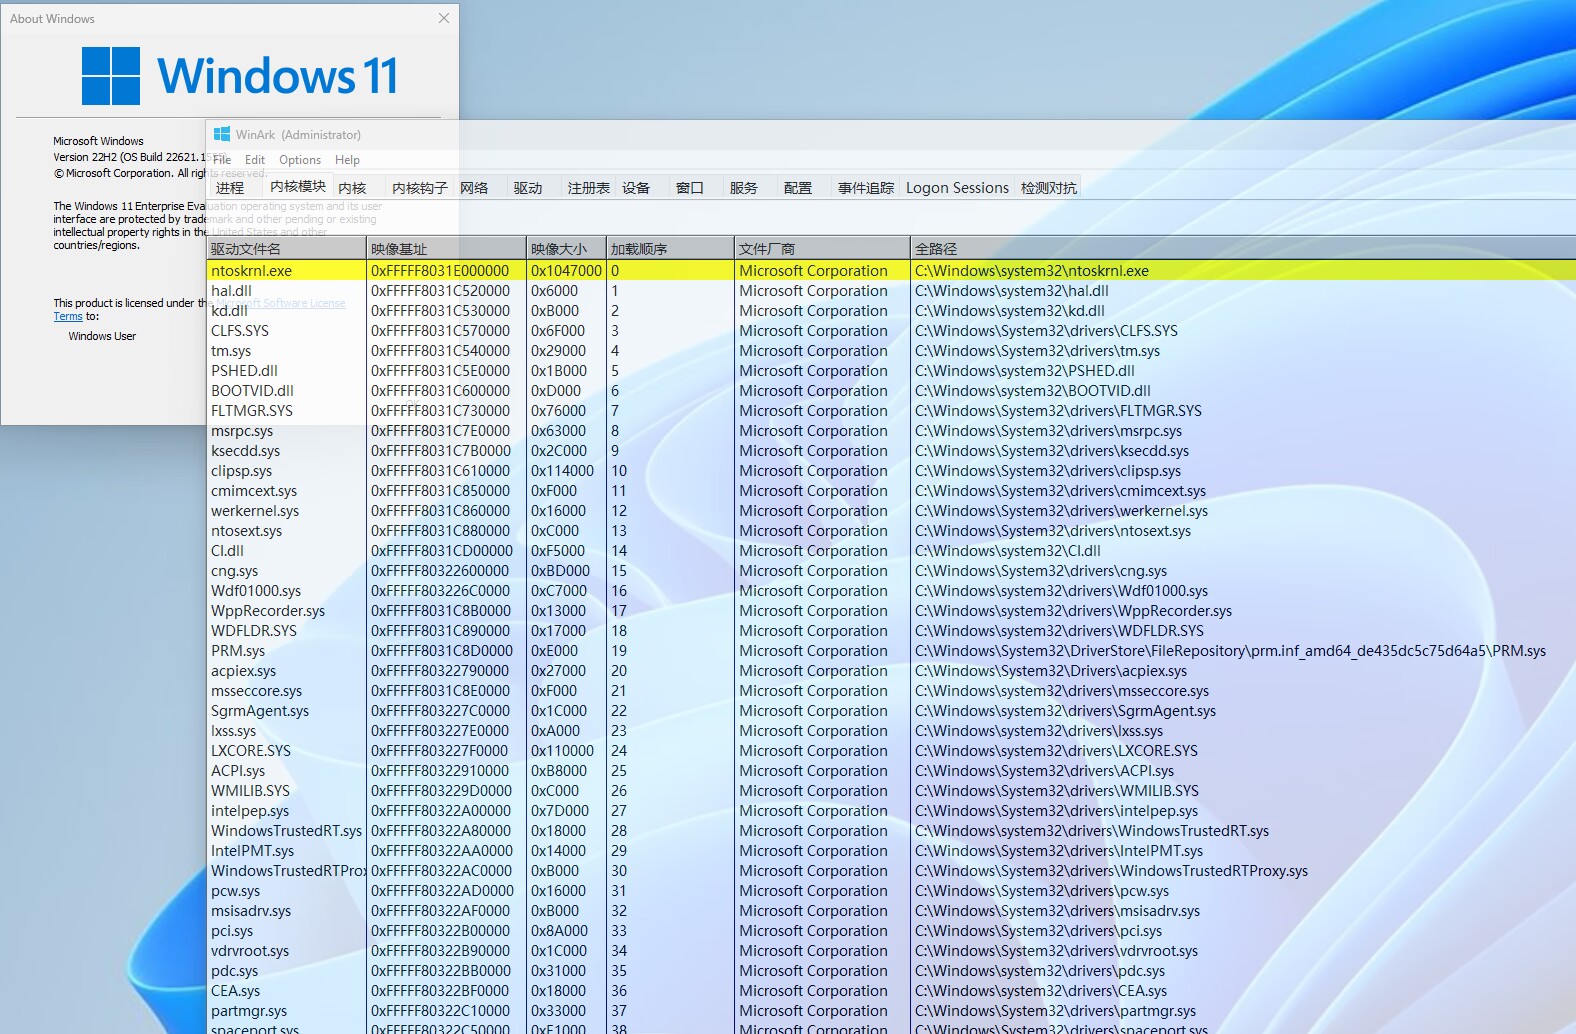 About Windows
Windows 11
Microsoft Windows
Version 22H2 (OS Build 22621.1
© Microsoft Corporation. All rights reserved.
The Windows 11 Enterprise Evaluation operating system and its user
interface are protected by trademark and other pending or existing
intellectual property rights in the United States and other
countries/regions.
This product is licensed under the Microsoft Software License
Terms to:
Windows User
OK
WinArk (Administrator)
File Edit Options Help
进程 内核模块 内核 内核钩子 网络 驱动 注册表 设备 窗口 服务 配置 事件追踪 Logon Sessions 检测对抗
驱动文件名 映像基址 映像大小 加载顺序 文件厂商 全路径
ntoskrnl.exe 0xFFFFF8031E000000 0x1047000 0 Microsoft Corporation C:\Windows\system32\ntoskrnl.exe
hal.dll 0xFFFFF8031C520000 0x6000 1 Microsoft Corporation C:\Windows\system32\hal.dll
kd.dll 0xFFFFF8031C530000 0xB000 2 Microsoft Corporation C:\Windows\system32\kd.dll
CLFS.SYS 0xFFFFF8031C570000 0x6F000 3 Microsoft Corporation C:\Windows\System32\drivers\CLFS.SYS
tm.sys 0xFFFFF8031C540000 0x29000 4 Microsoft Corporation C:\Windows\System32\drivers\tm.sys
PSHED.dll 0xFFFFF8031C5E0000 0x1B000 5 Microsoft Corporation C:\Windows\system32\PSHED.dll
BOOTVID.dll 0xFFFFF8031C600000 0xD000 6 Microsoft Corporation C:\Windows\system32\BOOTVID.dll
FLTMGR.SYS 0xFFFFF8031C730000 0x76000 7 Microsoft Corporation C:\Windows\System32\drivers\FLTMGR.SYS
msrpc.sys 0xFFFFF8031C7E0000 0x63000 8 Microsoft Corporation C:\Windows\System32\drivers\msrpc.sys
ksecdd.sys 0xFFFFF8031C7B0000 0x2C000 9 Microsoft Corporation C:\Windows\System32\drivers\ksecdd.sys
clipsp.sys 0xFFFFF8031C610000 0x114000 10 Microsoft Corporation C:\Windows\System32\drivers\clipsp.sys
cmimcext.sys 0xFFFFF8031C850000 0xF000 11 Microsoft Corporation C:\Windows\System32\drivers\cmimcext.sys
werkernel.sys 0xFFFFF8031C860000 0x16000 12 Microsoft Corporation C:\Windows\System32\drivers\werkernel.sys
ntosext.sys 0xFFFFF8031C880000 0xC000 13 Microsoft Corporation C:\Windows\System32\drivers\ntosext.sys
CI.dll 0xFFFFF8031CD00000 0xF5000 14 Microsoft Corporation C:\Windows\system32\CI.dll
cng.sys 0xFFFFF80322600000 0xBD000 15 Microsoft Corporation C:\Windows\System32\drivers\cng.sys
Wdf01000.sys 0xFFFFF803226C0000 0xC7000 16 Microsoft Corporation C:\Windows\system32\drivers\Wdf01000.sys
WppRecorder.sys 0xFFFFF8031C8B0000 0x13000 17 Microsoft Corporation C:\Windows\system32\drivers\WppRecorder.sys
WDFLDR.SYS 0xFFFFF8031C890000 0x17000 18 Microsoft Corporation C:\Windows\system32\drivers\WDFLDR.SYS
PRM.sys 0xFFFFF8031C8D0000 0xE000 19 Microsoft Corporation C:\Windows\System32\DriverStore\FileRepository\prm.inf_amd64_de435dc5c75d64a5\PRM.sys
acpiex.sys 0xFFFFF80322790000 0x27000 20 Microsoft Corporation C:\Windows\System32\Drivers\acpiex.sys
msseccore.sys 0xFFFFF8031C8E0000 0xF000 21 Microsoft Corporation C:\Windows\system32\drivers\msseccore.sys
SgrmAgent.sys 0xFFFFF803227C0000 0x1C000 22 Microsoft Corporation C:\Windows\system32\drivers\SgrmAgent.sys
lxss.sys 0xFFFFF803227E0000 0xA000 23 Microsoft Corporation C:\Windows\system32\drivers\lxss.sys
LXCORE.SYS 0xFFFFF803227F0000 0x110000 24 Microsoft Corporation C:\Windows\system32\drivers\LXCORE.SYS
ACPI.sys 0xFFFFF80322910000 0xB8000 25 Microsoft Corporation C:\Windows\System32\drivers\ACPI.sys
WMILIB.SYS 0xFFFFF803229D0000 0xC000 26 Microsoft Corporation C:\Windows\System32\drivers\WMILIB.SYS
intelpep.sys 0xFFFFF80322A00000 0x7D000 27 Microsoft Corporation C:\Windows\System32\drivers\intelpep.sys
WindowsTrustedRT.sys 0xFFFFF80322A80000 0x18000 28 Microsoft Corporation C:\Windows\system32\drivers\WindowsTrustedRT.sys
IntelPMT.sys 0xFFFFF80322AA0000 0x14000 29 Microsoft Corporation C:\Windows\System32\drivers\IntelPMT.sys
WindowsTrustedRTProx 0xFFFFF80322AC0000 0xB000 30 Microsoft Corporation C:\Windows\System32\drivers\WindowsTrustedRTProxy.sys
pcw.sys 0xFFFFF80322AD0000 0x16000 31 Microsoft Corporation C:\Windows\System32\drivers\pcw.sys
msisadrv.sys 0xFFFFF80322AF0000 0xB000 32 Microsoft Corporation C:\Windows\System32\drivers\msisadrv.sys
pci.sys 0xFFFFF80322B00000 0x8A000 33 Microsoft Corporation C:\Windows\System32\drivers\pci.sys
vdrvroot.sys 0xFFFFF80322B90000 0x1C000 34 Microsoft Corporation C:\Windows\System32\drivers\vdrvroot.sys
pdc.sys 0xFFFFF80322BB0000 0x31000 35 Microsoft Corporation C:\Windows\system32\drivers\pdc.sys
CEA.sys 0xFFFFF80322BF0000 0x18000 36 Microsoft Corporation C:\Windows\system32\drivers\CEA.sys
partmgr.sys 0xFFFFF80322C10000 0x33000 37 Microsoft Corporation C:\Windows\System32\drivers\partmgr.sys
spaceport.sys 0xFFFFF80322C50000 0xE1000 38 Microsoft Corporation C:\Windows\System32\drivers\spaceport.sys